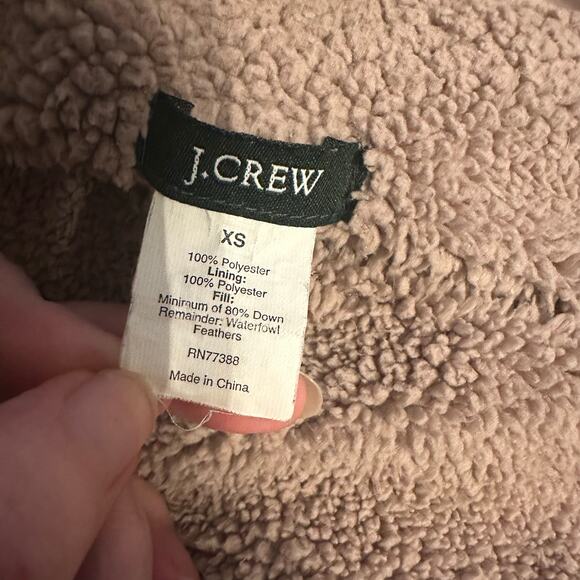 J.CREW
XS
100% Polyester
Lining:
100% Polyester
Fill:
Minimum of 80% Down
Remainder: Waterfowl
Feathers
RN77388
Made in China